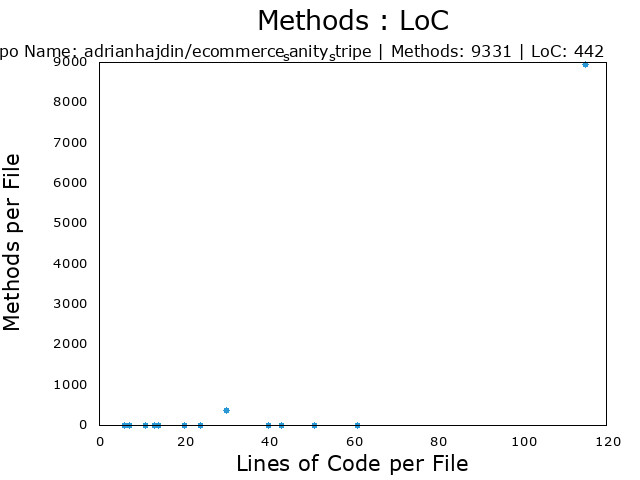 Methods : LoC
po Name: adrianhajdin/ecommercesanitystripe | Methods: 9331 | LoC: 442
9000
8000
7000
6000
5000
4000
3000
2000
1000
0
Methods per File
0 20 40 60 80 100 120
Lines of Code per File